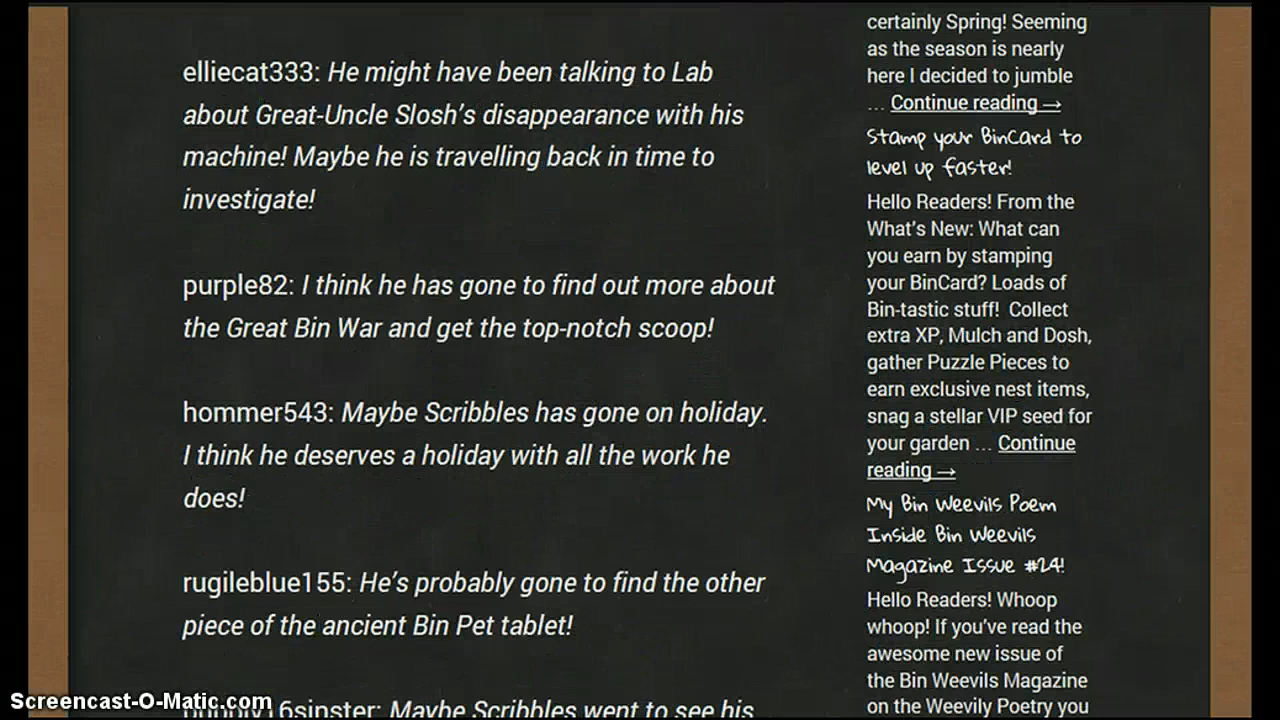 elliecat333: He might have been talking to Lab
about Great-Uncle Slosh's disappearance with his
machine! Maybe he is travelling back in time to
investigate!
purple82: I think he has gone to find out more about
the Great Bin War and get the top-notch scoop!
hommer543: Maybe Scribbles has gone on holiday.
I think he deserves a holiday with all the work he
does!
rugileblue155: He's probably gone to find the other
piece of the ancient Bin Pet tablet!
Maybe Scribbles went to see his
certainly Spring! Seeming
as the season is nearly
here I decided to jumble
… Continue reading →
Stamp your BinCard to
level up faster!
Hello Readers! From the
What's New: What can
you earn by stamping
your BinCard? Loads of
Bin-tastic stuff!  Collect
extra XP, Mulch and Dosh,
gather Puzzle Pieces to
earn exclusive nest items,
snag a stellar VIP seed for
your garden … Continue
reading →
My Bin Weevils Poem
Inside Bin Weevils
Magazine Issue #24!
Hello Readers! Whoop
whoop! If you've read the
awesome new issue of
the Bin Weevils Magazine
on the Weevily Poetry you
Screencast-O-Matic.com